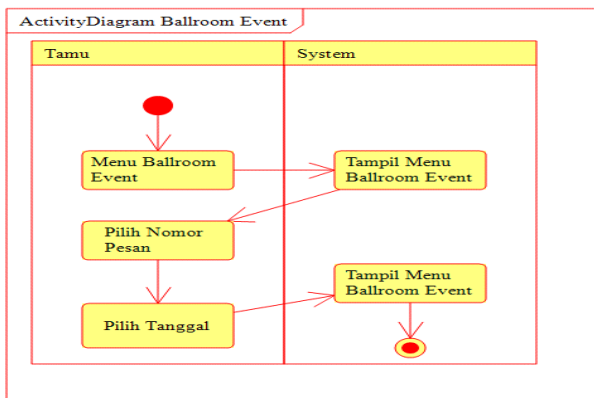 ActivityDiagram Ballroom Event
Tamu
System
Menu Ballroom
Event
Tampil Menu
Ballroom Event
Pilih Nomor
Pesan
Pilih Tanggal
Tampil Menu
Ballroom Event